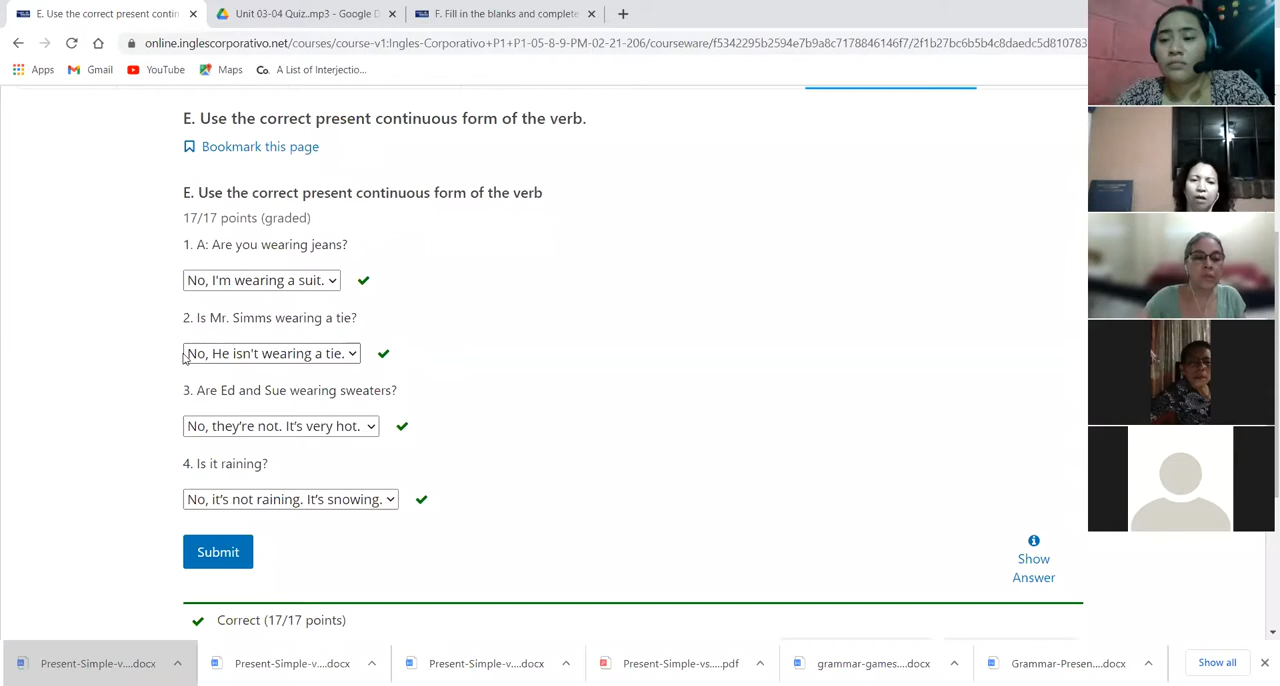 E. Use the correct present contin
Unit 03-04 Quiz..mp3 - Google D
F. Fill in the blanks and complete
online.inglescorporativo.net/courses/course-v1:Ingles-Corporativo+P1+P1-05-8-9-PM-02-21-206/courseware/f5342295b2594e7b9a8c7178846146f7/2f1b27bc6b5b4c8daedc5d810783
Apps
Gmail
YouTube
Maps
Co.
A List of Interjectio...
E. Use the correct present continuous form of the verb.
Bookmark this page
E. Use the correct present continuous form of the verb
17/17 points (graded)
1. A: Are you wearing jeans?
No, I'm wearing a suit.
2. Is Mr. Simms wearing a tie?
No, He isn't wearing a tie.
3. Are Ed and Sue wearing sweaters?
No, they're not. It's very hot.
4. Is it raining?
No, it's not raining. It's snowing.
Submit
Show
Answer
Correct (17/17 points)
Present-Simple-v....docx
Present-Simple-v....docx
Present-Simple-v....docx
Present-Simple-vs....pdf
grammar-games....docx
Grammar-Presen....docx
Show all